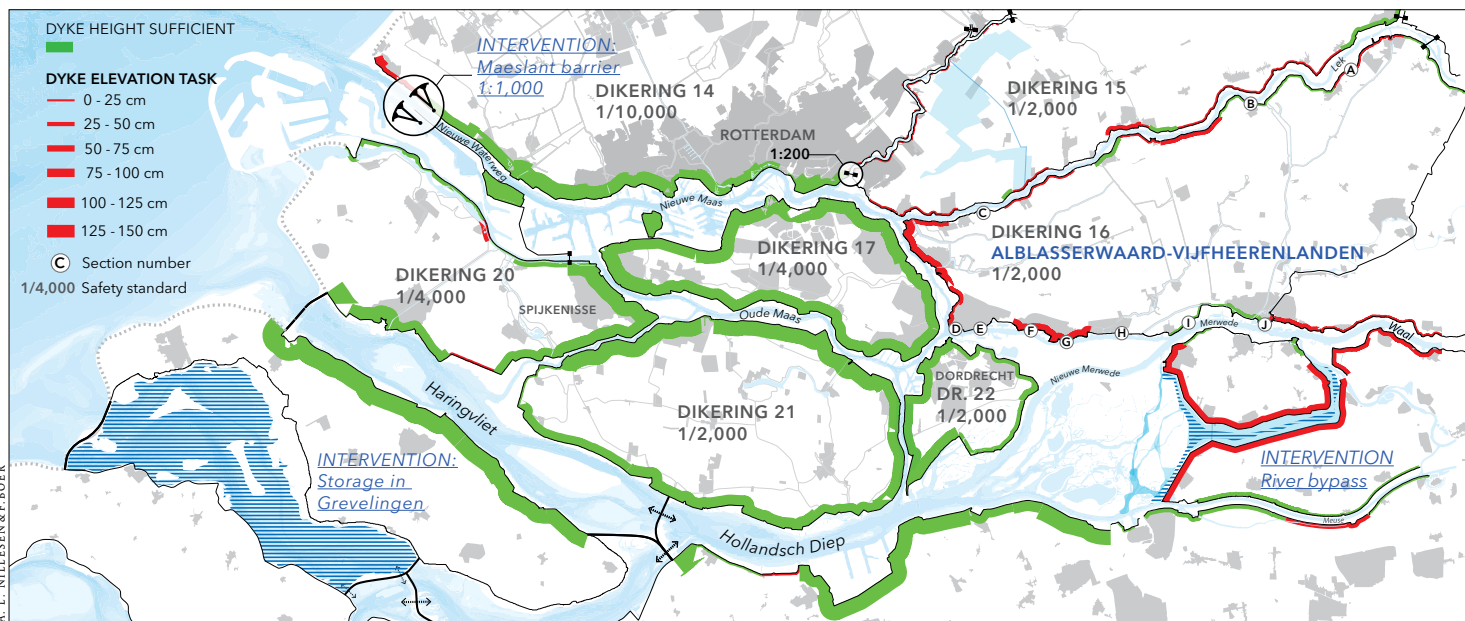 DYKE HEIGHT SUFFICIENT
DYKE ELEVATION TASK
0 - 25 cm
25 - 50 cm
50 - 75 cm
75 - 100 cm
100 - 125 cm
125 - 150 cm
C Section number
1/4,000 Safety standard
INTERVENTION:
Maeslant barrier
1:1,000
DIKERING 14
1/10,000
ROTTERDAM
1:200
DIKERING 15
1/2,000
Lek
A
B
C
Nieuwe Waterweg
Nieuwe Maas
DIKERING 16
ALBLASSERWAARD-VIJFHEERENLANDEN
1/2,000
DIKERING 17
1/4,000
DIKERING 20
1/4,000
SPIJKENISSE
Oude Maas
D
E
F
G
H
I
Merwede
J
Waal
DORDRECHT
DR. 22
1/2,000
Nieuwe Merwede
Haringvliet
DIKERING 21
1/2,000
INTERVENTION:
Storage in
Grevelingen
INTERVENTION
River bypass
Meuse
Hollandsch Diep
A. L. NILLESEN & F. BOER